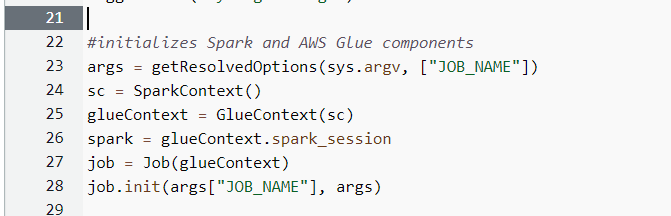 21
22 #initializes Spark and AWS Glue components
23 args = getResolvedOptions(sys.argv, ["JOB_NAME"])
24 sc = SparkContext()
25 glueContext = GlueContext(sc)
26 spark = glueContext.spark_session
27 job = Job(glueContext)
28 job.init(args["JOB_NAME"], args)
29